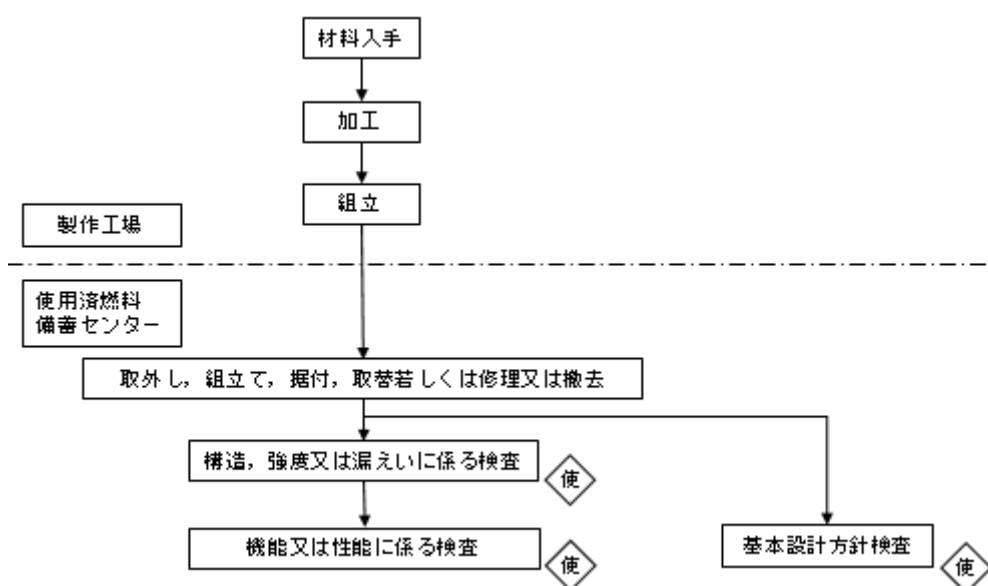 材料入手
加工
組立
製作工場
使用済燃料
備蓄センター
取外し，組立て，据付，取替若しくは修理又は撤去
構造，強度又は漏えいに係る検査
使
機能又は性能に係る検査
使
基本設計方針検査
使